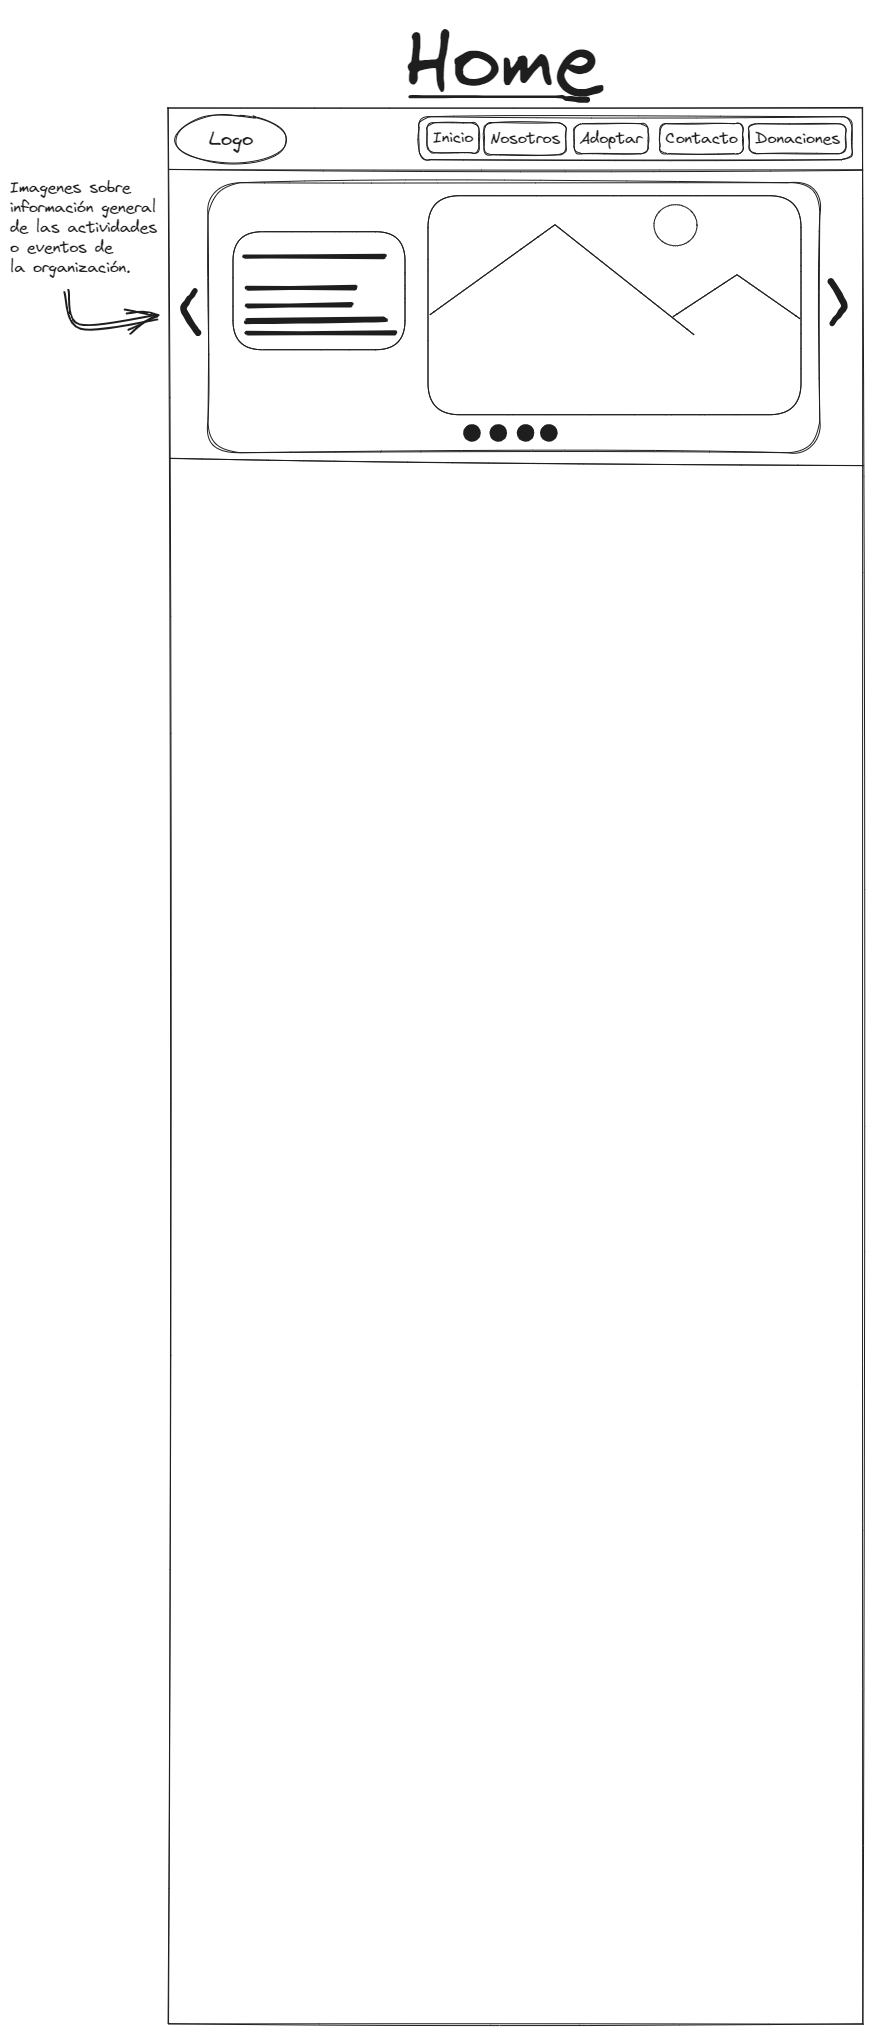 Home
Logo
Inicio
Nosotros
Adoptar
Contacto
Donaciones
Imagenes sobre
información general
de las actividades
o eventos de
la organización.